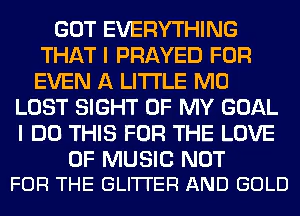 GOT EVERYTHING
THAT I PRAYED FOR
EVEN A LITTLE MO
LOST SIGHT OF MY GOAL
I DO THIS FOR THE LOVE
OF MUSIC NOT
FOR THE GLITTER AND GOLD